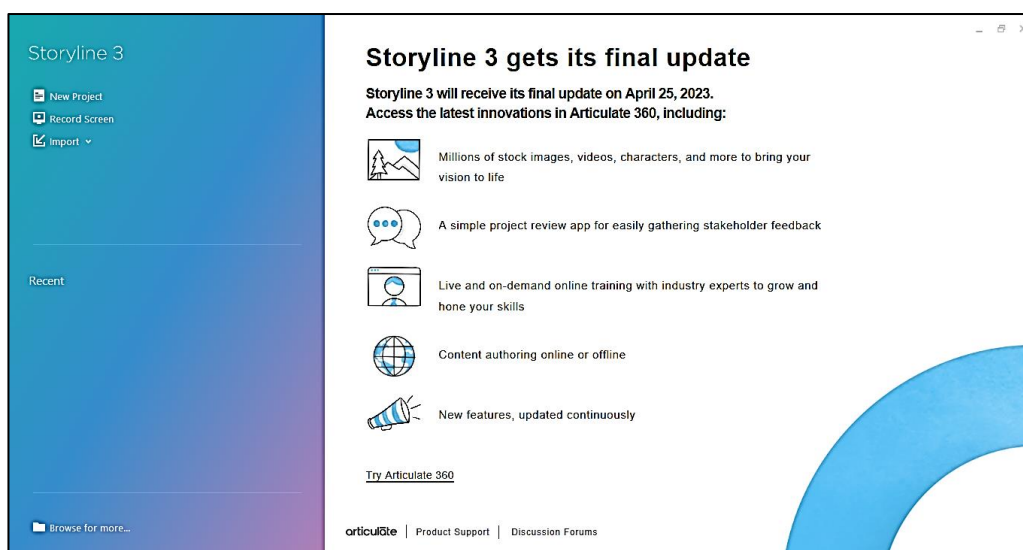 Storyline 3
New Project
Record Screen
Import
Recent
Browse for more...
Storyline 3 gets its final update
Storyline 3 will receive its final update on April 25, 2023.
Access the latest innovations in Articulate 360, including:
Millions of stock images, videos, characters, and more to bring your
vision to life
A simple project review app for easily gathering stakeholder feedback
Live and on-demand online training with industry experts to grow and
hone your skills
Content authoring online or offline
New features, updated continuously
Try Articulate 360
articulāte | Product Support | Discussion Forums